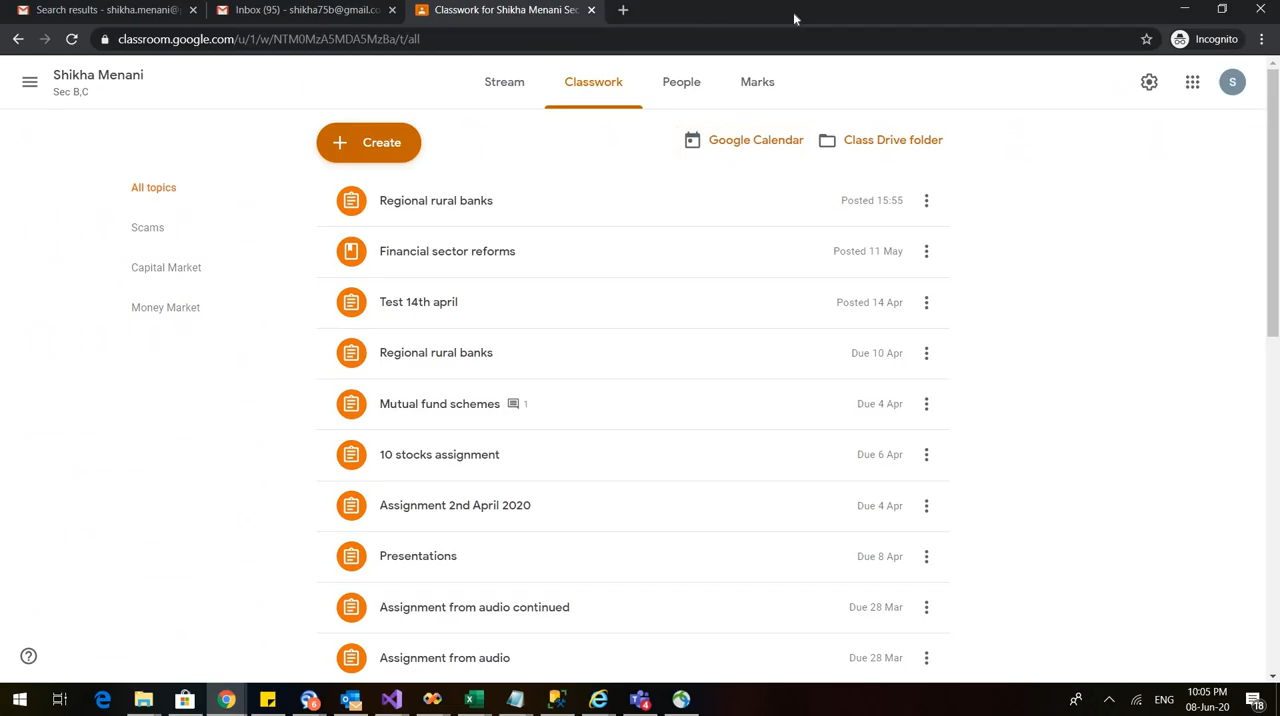 Search results - shikha.menani@
Inbox (95) - shikha75b@gmail.co
Classwork for Shikha Menani Sec
classroom.google.com/u/1/w/NTM0MzA5MDA5MzBa/t/all
Incognito
Shikha Menani
Sec B,C
Stream
Classwork
People
Marks
S
Create
Google Calendar
Class Drive folder
All topics
Scams
Capital Market
Money Market
Regional rural banks
Posted 15:55
Financial sector reforms
Posted 11 May
Test 14th april
Posted 14 Apr
Regional rural banks
Due 10 Apr
Mutual fund schemes 1
Due 4 Apr
10 stocks assignment
Due 6 Apr
Assignment 2nd April 2020
Due 4 Apr
Presentations
Due 8 Apr
Assignment from audio continued
Due 28 Mar
Assignment from audio
Due 28 Mar
6
4
ENG
10:05 PM
08-Jun-20
18